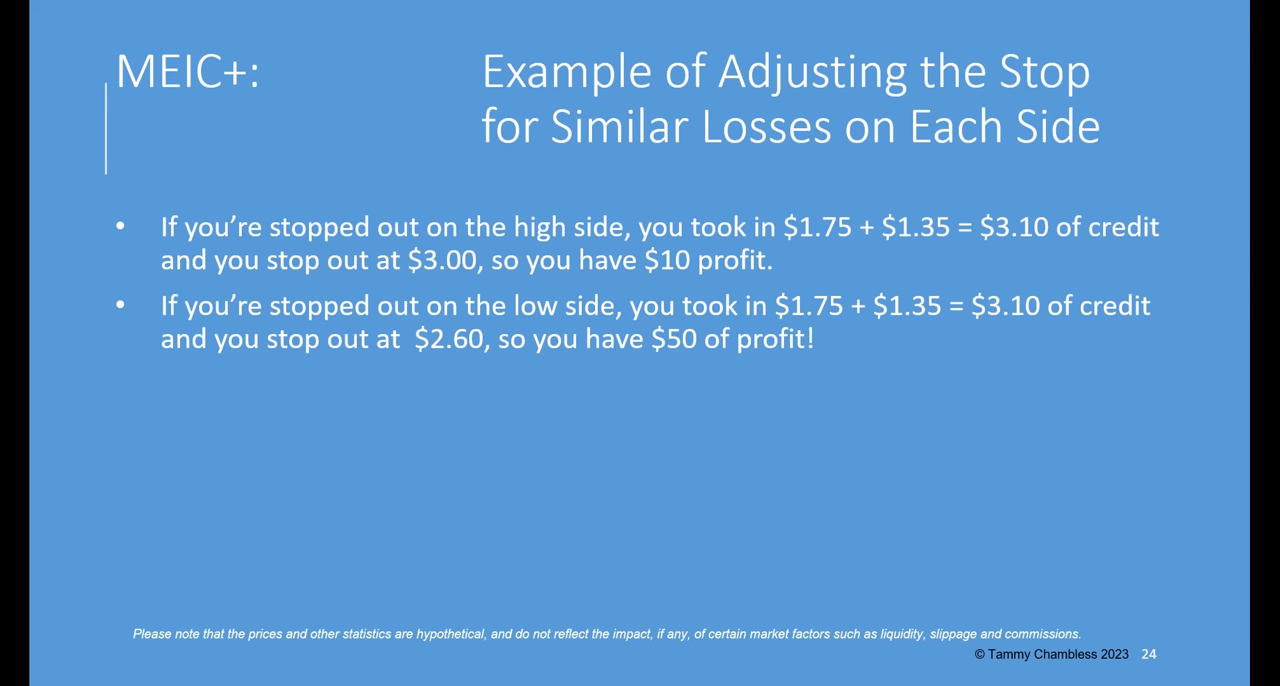 MEIC+:
Example of Adjusting the Stop
for Similar Losses on Each Side
• If you’re stopped out on the high side, you took in $1.75 + $1.35 = $3.10 of credit
and you stop out at $3.00, so you have $10 profit.
• If you’re stopped out on the low side, you took in $1.75 + $1.35 = $3.10 of credit
and you stop out at  $2.60, so you have $50 of profit!
Please note that the prices and other statistics are hypothetical, and do not reflect the impact, if any, of certain market factors such as liquidity, slippage and commissions.
© Tammy Chambless 2023 24